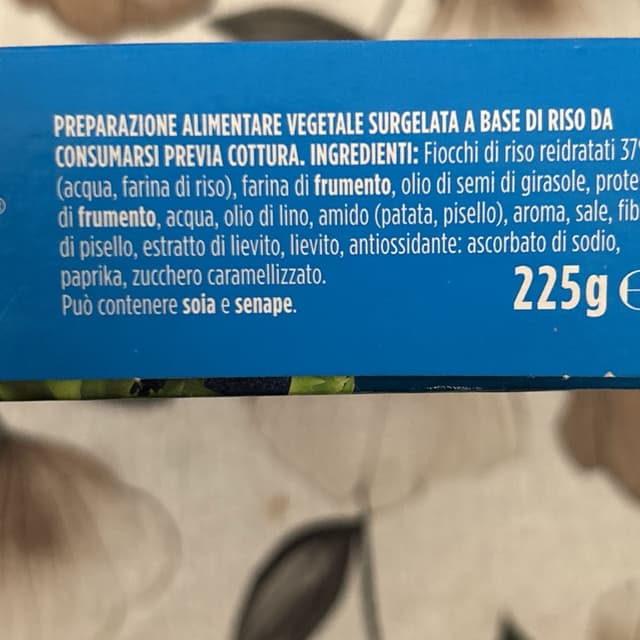 PREPARAZIONE ALIMENTARE VEGETALE SURGELATA A BASE DI RISO DA
CONSUMARSI PREVIA COTTURA. INGREDIENTI: Fiocchi di riso reidratati 37%
(acqua, farina di riso), farina di frumento, olio di semi di girasole, prote
di frumento, acqua, olio di lino, amido (patata, pisello), aroma, sale, fib
di pisello, estratto di lievito, lievito, antiossidante: ascorbato di sodio,
paprika, zucchero caramellizzato.
Può contenere soia e senape.
225g ℮
®